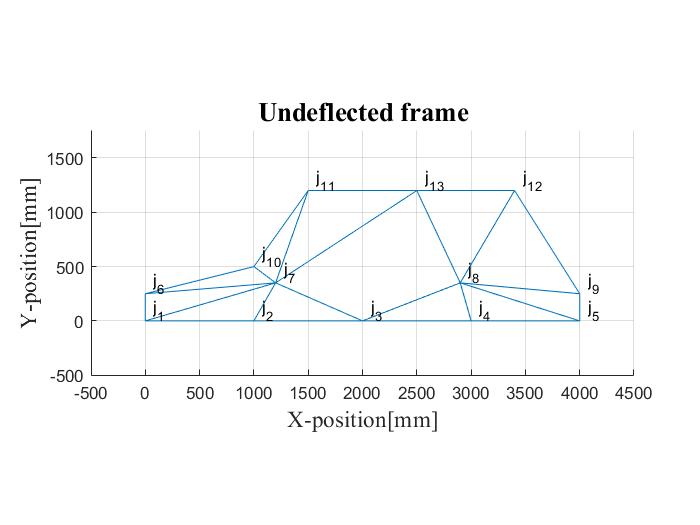 Undeflected frame
1500
1000
500
0
-500
-500 0 500 1000 1500 2000 2500 3000 3500 4000 4500
X-position[mm]
Y-position[mm]
j11 j13 j12
j10
j7 j8
j6 j9
j1 j2 j3 j4 j5